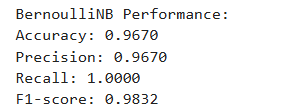 BernoulliNB Performance:
Accuracy: 0.9670
Precision: 0.9670
Recall: 1.0000
F1-score: 0.9832